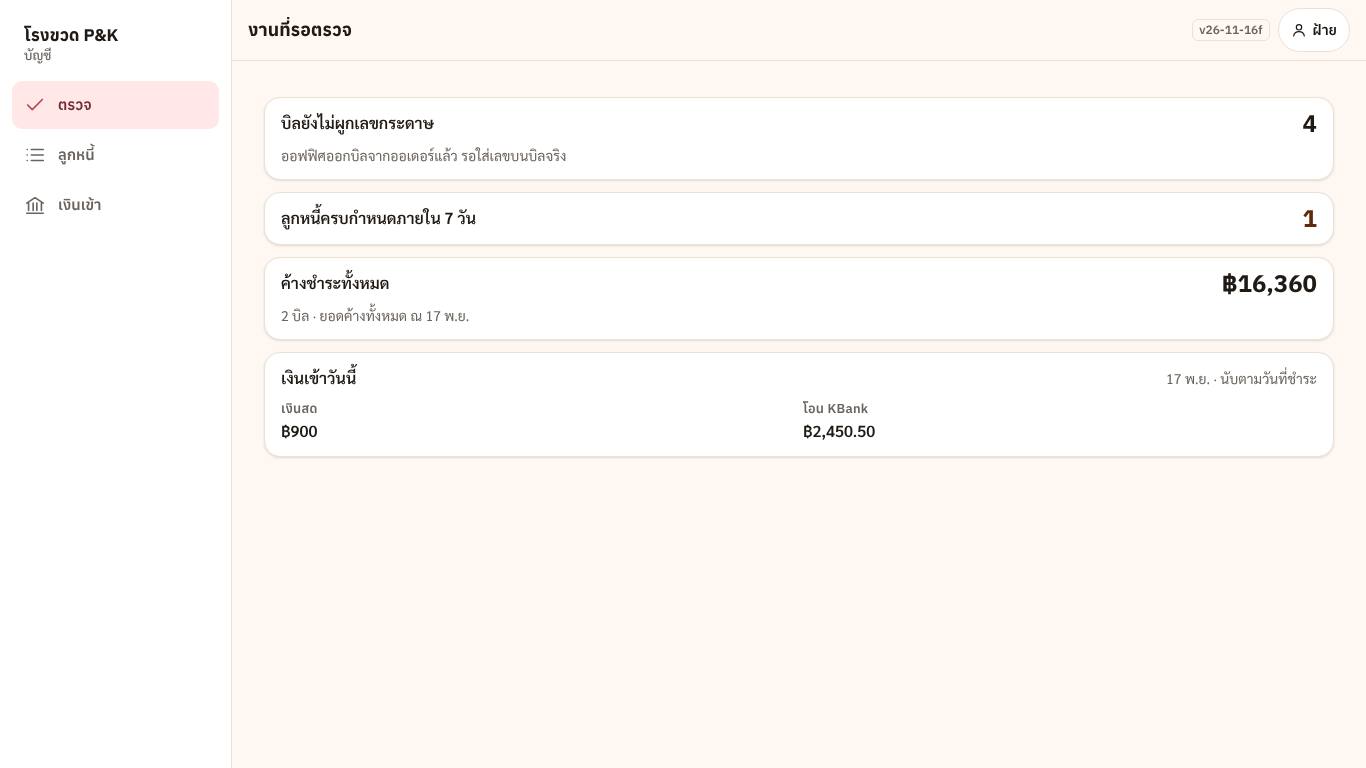 โรงขวด P&K
บัญชี
ตรวจ
ลูกหนี้
เงินเข้า
งานที่รอตรวจ
v26-11-16f
ฝ้าย
บิลยังไม่ผูกเลขกระดาษ
4
ออฟฟิศออกบิลจากออเดอร์แล้ว รอใส่เลขบนบิลจริง
ลูกหนี้ครบกำหนดภายใน 7 วัน
1
ค้างชำระทั้งหมด
฿16,360
2 บิล · ยอดค้างทั้งหมด ณ 17 พ.ย.
เงินเข้าวันนี้
17 พ.ย. · นับตามวันที่ชำระ
เงินสด
โอน KBank
฿900
฿2,450.50